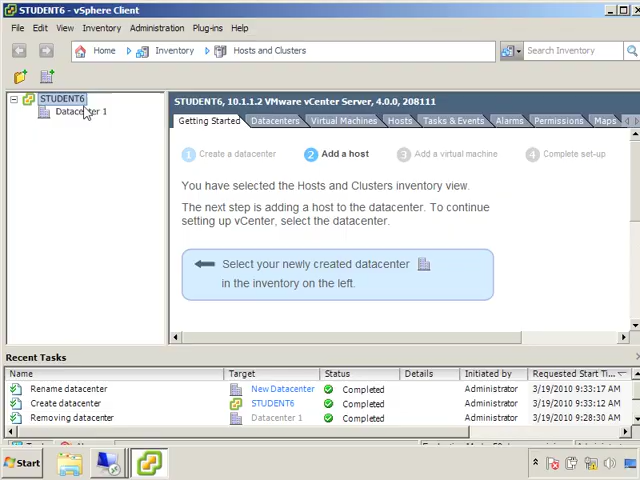 STUDENT6 - vSphere Client
File Edit View Inventory Administration Plug-ins Help
Home Inventory Hosts and Clusters Search Inventory
STUDENT6
Datacenter 1
STUDENT6, 10.1.1.2 VMware vCenter Server, 4.0.0, 208111
Getting Started Datacenters Virtual Machines Hosts Tasks & Events Alarms Permissions Maps
1 Create a datacenter 2 Add a host 3 Add a virtual machine 4 Complete set-up
You have selected the Hosts and Clusters inventory view.
The next step is adding a host to the datacenter. To continue
setting up vCenter, select the datacenter.
Select your newly created datacenter
in the inventory on the left.
Recent Tasks
Name Target Status Details Initiated by Requested Start Ti...
Rename datacenter New Datacenter Completed Administrator 3/19/2010 9:33:17 AM
Create datacenter STUDENT6 Completed Administrator 3/19/2010 9:33:12 AM
Removing datacenter Datacenter 1 Completed Administrator 3/19/2010 9:28:30 AM
Start